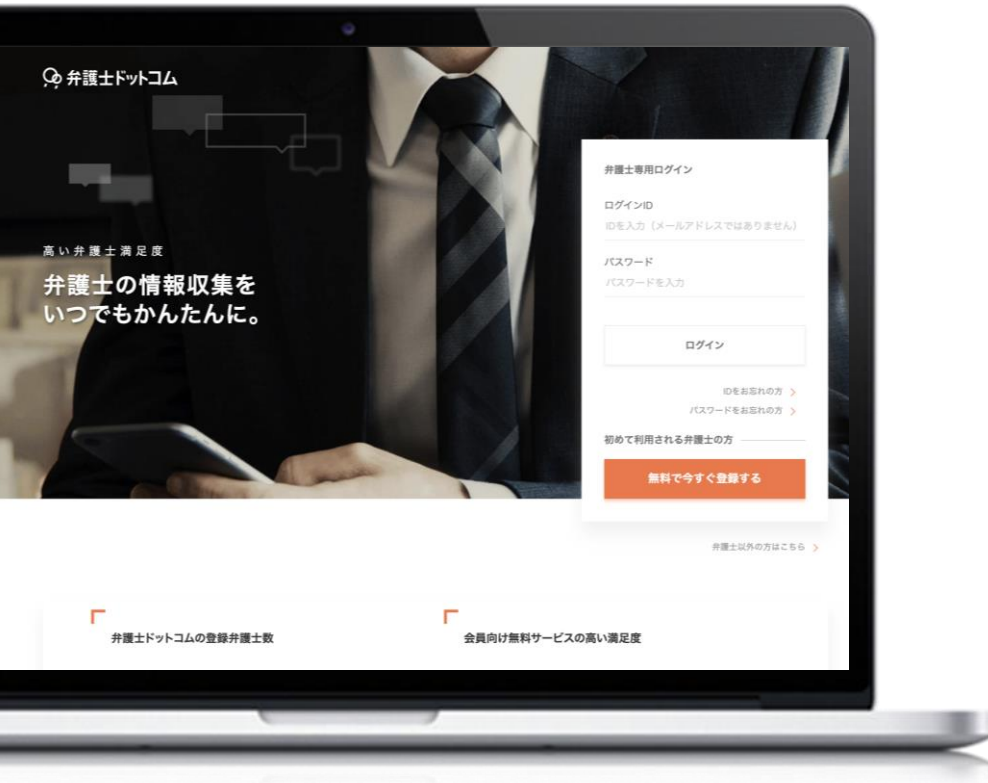 弁護士ドットコム
高い弁護士満足度
弁護士の情報収集を
いつでもかんたんに。
弁護士専用ログイン
ログインID
IDを入力（メールアドレスではありません）
パスワード
パスワードを入力
ログイン
IDをお忘れの方
パスワードをお忘れの方
初めて利用される弁護士の方
無料で今すぐ登録する
弁護士以外の方はこちら
弁護士ドットコムの登録弁護士数
会員向け無料サービスの高い満足度